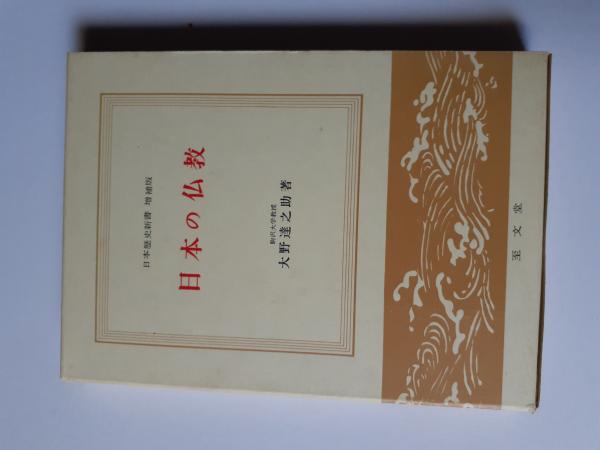 日本歴史新書 増補版
日本の仏教
駒沢大学教授
大野達之助著
至文堂